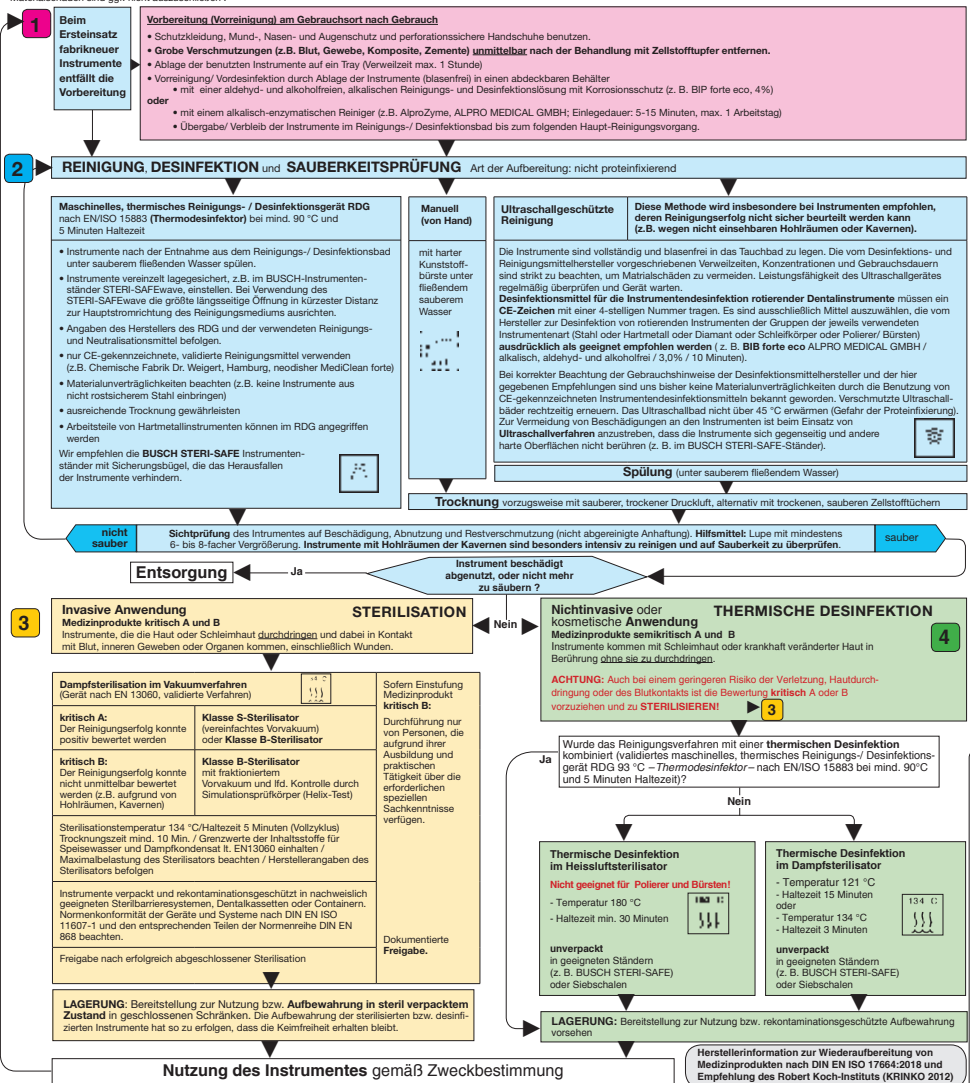 1
Beim
Ersteinsatz
fabrikneuer
Instrumente
entfällt die
Vorbereitung
Vorbereitung (Vorreinigung) am Gebrauchsort nach Gebrauch
• Schutzkleidung, Mund-, Nasen- und Augenschutz und perforationssichere Handschuhe benutzen.
• Grobe Verschmutzungen (z.B. Blut, Gewebe, Komposite, Zemente) unmittelbar nach der Behandlung mit Zellstofftupfer entfernen.
• Ablage der benutzten Instrumente auf ein Tray (Verweilzeit max. 1 Stunde)
• Vorreinigung/ Vordesinfektion durch Ablage der Instrumente (blasenfrei) in einen abdeckbaren Behälter
• mit einer aldehyd- und alkoholfreien, alkalischen Reinigungs- und Desinfektionslösung mit Korrosionsschutz (z. B. BIP forte eco, 4%)
oder
• mit einem alkalisch-enzymatischen Reiniger (z.B. AlproZyme, ALPRO MEDICAL GMBH; Einlegedauer: 5-15 Minuten, max. 1 Arbeitstag)
• Übergabe/ Verbleib der Instrumente im Reinigungs-/ Desinfektionsbad bis zum folgenden Haupt-Reinigungsvorgang.
2
REINIGUNG, DESINFEKTION und SAUBERKEITSPRÜFUNG Art der Aufbereitung: nicht proteinfixierend
Maschinelles, thermisches Reinigungs- / Desinfektionsgerät RDG
nach EN/ISO 15883 (Thermodesinfektor) bei mind. 90 °C und
5 Minuten Haltezeit
• Instrumente nach der Entnahme aus dem Reinigungs-/ Desinfektionsbad
unter sauberem fließenden Wasser spülen.
• Instrumente vereinzelt lagegesichert, z.B. im BUSCH-Instrumenten-
ständer STERI-SAFEwave, einstellen. Bei Verwendung des
STERI-SAFEwave die größte längsseitige Öffnung in kürzester Distanz
zur Hauptstromrichtung des Reinigungsmediums ausrichten.
• Angaben des Herstellers des RDG und der verwendeten Reinigungs-
und Neutralisationsmittel befolgen.
• nur CE-gekennzeichnete, validierte Reinigungsmittel verwenden
(z.B. Chemische Fabrik Dr. Weigert, Hamburg, neodisher MediClean forte)
• Materialunverträglichkeiten beachten (z.B. keine Instrumente aus
nicht rostsicherem Stahl einbringen)
• ausreichende Trocknung gewährleisten
• Arbeitsteile von Hartmetallinstrumenten können im RDG angegriffen
werden
Wir empfehlen die BUSCH STERI-SAFE Instrumenten-
ständer mit Sicherungsbügel, die das Herausfallen
der Instrumente verhindern.
Manuell
(von Hand)
mit harter
Kunststoff-
bürste unter
fließendem
sauberem
Wasser
Ultraschallgeschützte
Reinigung
Diese Methode wird insbesondere bei Instrumenten empfohlen,
deren Reinigungserfolg nicht sicher beurteilt werden kann
(z.B. wegen nicht einsehbaren Hohlräumen oder Kavernen).
Die Instrumente sind vollständig und blasenfrei in das Tauchbad zu legen. Die vom Desinfektions- und
Reinigungsmittelhersteller vorgeschriebenen Verweilzeiten, Konzentrationen und Gebrauchsdauern
sind strikt zu beachten, um Matrialschäden zu vermeiden. Leistungsfähigkeit des Ultraschallgerätes
regelmäßig überprüfen und Gerät warten.
Desinfektionsmittel für die Instrumentendesinfektion rotierender Dentalinstrumente müssen ein
CE-Zeichen mit einer 4-stelligen Nummer tragen. Es sind ausschließlich Mittel auszuwählen, die vom
Hersteller zur Desinfektion von rotierenden Instrumenten der Gruppen der jeweils verwendeten
Instrumentenart (Stahl oder Hartmetall oder Diamant oder Schleifkörper oder Polierer/ Bürsten)
ausdrücklich als geeignet empfohlen werden ( z. B. BIB forte eco ALPRO MEDICAL GMBH /
alkalisch, aldehyd- und alkoholfrei / 3,0% / 10 Minuten).
Bei korrekter Beachtung der Gebrauchshinweise der Desinfektionsmittelhersteller und der hier
gegebenen Empfehlungen sind uns bisher keine Materialunverträglichkeiten durch die Benutzung von
CE-gekennzeichneten Instrumentendesinfektionsmitteln bekannt geworden. Verschmutzte Ultraschall-
bäder rechtzeitig erneuern. Das Ultraschallbad nicht über 45 °C erwärmen (Gefahr der Proteinfixierung).
Zur Vermeidung von Beschädigungen an den Instrumenten ist beim Einsatz von
Ultraschallverfahren anzustreben, dass die Instrumente sich gegenseitig und andere
harte Oberflächen nicht berühren (z. B. im BUSCH STERI-SAFE-Ständer).
Spülung (unter sauberem fließendem Wasser)
Trocknung vorzugsweise mit sauberer, trockener Druckluft, alternativ mit trockenen, sauberen Zellstofftüchern
nicht
sauber
Sichtprüfung des Intrumentes auf Beschädigung, Abnutzung und Restverschmutzung (nicht abgereinigte Anhaftung). Hilfsmittel: Lupe mit mindestens
6- bis 8-facher Vergrößerung. Instrumente mit Hohlräumen der Kavernen sind besonders intensiv zu reinigen und auf Sauberkeit zu überprüfen.
sauber
Entsorgung
Ja
Instrument beschädigt
abgenutzt, oder nicht mehr
zu säubern ?
Nein
3
Invasive Anwendung
STERILISATION
Medizinprodukte kritisch A und B
Instrumente, die die Haut oder Schleimhaut durchdringen und dabei in Kontakt
mit Blut, inneren Geweben oder Organen kommen, einschließlich Wunden.
Dampfsterilisation im Vakuumverfahren
(Gerät nach EN 13060, validierte Verfahren)
kritisch A:
Der Reinigungserfolg konnte
positiv bewertet werden
Klasse S-Sterilisator
(vereinfachtes Vorvakuum)
oder Klasse B-Sterilisator
kritisch B:
Der Reinigungserfolg konnte
nicht unmittelbar bewertet
werden (z.B. aufgrund von
Hohlräumen, Kavernen)
Klasse B-Sterilisator
mit fraktioniertem
Vorvakuum und lfd. Kontrolle durch
Simulationsprüfkörper (Helix-Test)
Sterilisationstemperatur 134 °C/Haltezeit 5 Minuten (Vollzyklus)
Trocknungszeit mind. 10 Min. / Grenzwerte der Inhaltsstoffe für
Speisewasser und Dampfkondensat lt. EN13060 einhalten /
Maximalbelastung des Sterilisators beachten / Herstellerangaben des
Sterilisators befolgen
Instrumente verpackt und rekontaminationsgeschützt in nachweislich
geeigneten Sterilbarrieresystemen, Dentalkassetten oder Containern.
Normenkonformität der Geräte und Systeme nach DIN EN ISO
11607-1 und den entsprechenden Teilen der Normenreihe DIN EN
868 beachten.
Freigabe nach erfolgreich abgeschlossener Sterilisation
Sofern Einstufung
Medizinprodukt
kritisch B:
Durchführung nur
von Personen, die
aufgrund ihrer
Ausbildung und
praktischen
Tätigkeit über die
erforderlichen
speziellen
Sachkenntnisse
verfügen.
Dokumentierte
Freigabe.
LAGERUNG: Bereitstellung zur Nutzung bzw. Aufbewahrung in steril verpacktem
Zustand in geschlossenen Schränken. Die Aufbewahrung der sterilisierten bzw. desinfi-
zierten Instrumente hat so zu erfolgen, dass die Keimfreiheit erhalten bleibt.
Nichtinvasive oder
kosmetische Anwendung
THERMISCHE DESINFEKTION
4
Medizinprodukte semikritisch A und B
Instrumente kommen mit Schleimhaut oder krankhaft veränderter Haut in
Berührung ohne sie zu durchdringen.
ACHTUNG: Auch bei einem geringeren Risiko der Verletzung, Hautdurch-
dringung oder des Blutkontakts ist die Bewertung kritisch A oder B
vorzuziehen und zu STERILISIEREN!
3
Ja
Wurde das Reinigungsverfahren mit einer thermischen Desinfektion
kombiniert (validiertes maschinelles, thermisches Reinigungs-/ Desinfektions-
gerät RDG 93 °C –Thermodesinfektor– nach EN/ISO 15883 bei mind. 90°C
und 5 Minuten Haltezeit)?
Nein
Thermische Desinfektion
im Heissluftsterilisator
Nicht geeignet für Polierer und Bürsten!
- Temperatur 180 °C
- Haltezeit min. 30 Minuten
unverpackt
in geeigneten Ständern
(z. B. BUSCH STERI-SAFE)
oder Siebschalen
Thermische Desinfektion
im Dampfsterilisator
- Temperatur 121 °C
- Haltezeit 15 Minuten
oder
- Temperatur 134 °C
- Haltezeit 3 Minuten
134 C
unverpackt
in geeigneten Ständern
(z. B. BUSCH STERI-SAFE)
oder Siebschalen
LAGERUNG: Bereitstellung zur Nutzung bzw. rekontaminationsgeschützte Aufbewahrung
vorsehen
Nutzung des Instrumentes gemäß Zweckbestimmung
Herstellerinformation zur Wiederaufbereitung von
Medizinprodukten nach DIN EN ISO 17664:2018 und
Empfehlung des Robert Koch-Instituts (KRINKO 2012)